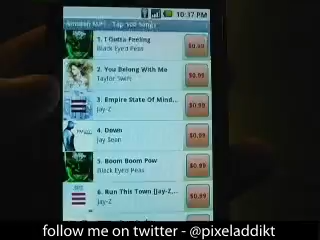 10:37 PM
Amazon MP3 - Top 100 Songs
1. I Gotta Feeling
Black Eyed Peas
$0.99
2. You Belong With Me
Taylor Swift
$0.99
3. Empire State Of Mind...
Jay-Z
$0.99
4. Down
Jay Sean
$0.99
5. Boom Boom Pow
Black Eyed Peas
$0.99
6. Run This Town [Jay-Z,...
Jay-Z
$0.99
follow me on twitter - @pixeladdikt